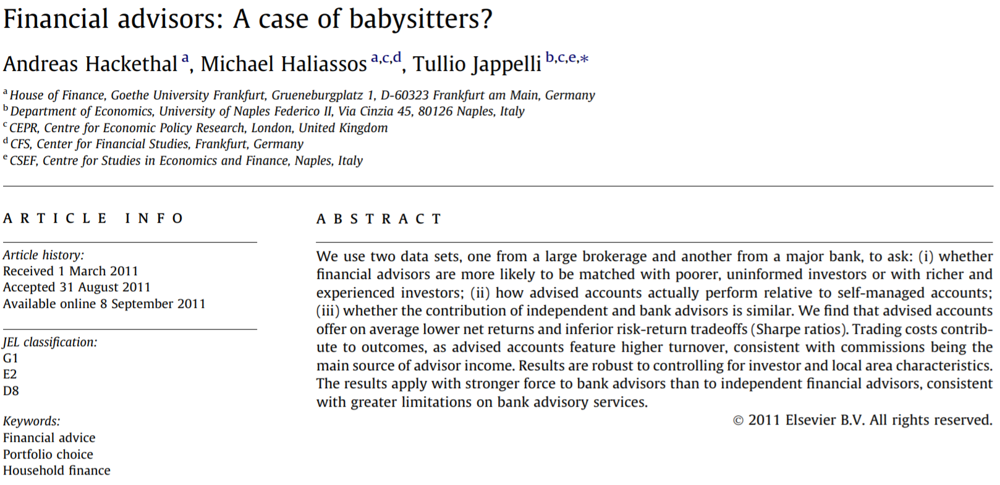 Financial advisors: A case of babysitters?
Andreas Hackethal a, Michael Haliassos a,c,d, Tullio Jappelli b,c,e,*
a House of Finance, Goethe University Frankfurt, Grueneburgplatz 1, D-60323 Frankfurt am Main, Germany
b Department of Economics, University of Naples Federico II, Via Cinzia 45, 80126 Naples, Italy
c CEPR, Centre for Economic Policy Research, London, United Kingdom
d CFS, Center for Financial Studies, Frankfurt, Germany
e CSEF, Centre for Studies in Economics and Finance, Naples, Italy
ARTICLE INFO
Article history:
Received 1 March 2011
Accepted 31 August 2011
Available online 8 September 2011
JEL classification:
G1
E2
D8
Keywords:
Financial advice
Portfolio choice
Household finance
ABSTRACT
We use two data sets, one from a large brokerage and another from a major bank, to ask: (i) whether
financial advisors are more likely to be matched with poorer, uninformed investors or with richer and
experienced investors; (ii) how advised accounts actually perform relative to self-managed accounts;
(iii) whether the contribution of independent and bank advisors is similar. We find that advised accounts
offer on average lower net returns and inferior risk-return tradeoffs (Sharpe ratios). Trading costs contrib-
ute to outcomes, as advised accounts feature higher turnover, consistent with commissions being the
main source of advisor income. Results are robust to controlling for investor and local area characteristics.
The results apply with stronger force to bank advisors than to independent financial advisors, consistent
with greater limitations on bank advisory services.
© 2011 Elsevier B.V. All rights reserved.